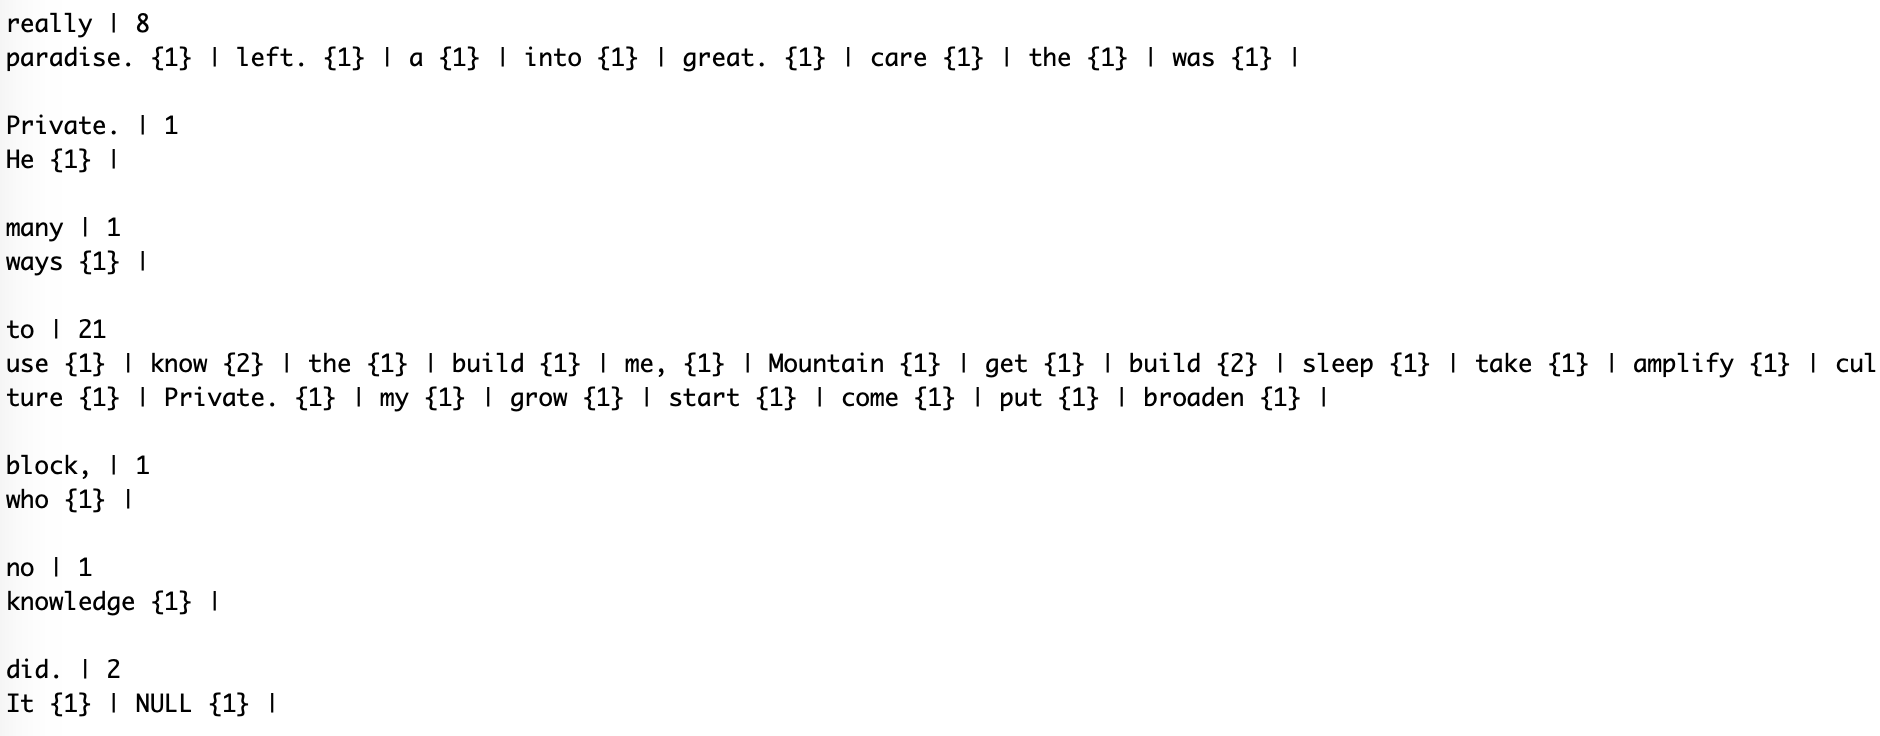 really | 8
paradise. {1} | left. {1} | a {1} | into {1} | great. {1} | care {1} | the {1} | was {1} |
Private. | 1
He {1} |
many | 1
ways {1} |
to | 21
use {1} | know {2} | the {1} | build {1} | me, {1} | Mountain {1} | get {1} | build {2} | sleep {1} | take {1} | amplify {1} | cul
ture {1} | Private. {1} | my {1} | grow {1} | start {1} | come {1} | put {1} | broaden {1} |
block, | 1
who {1} |
no | 1
knowledge {1} |
did. | 2
It {1} | NULL {1} |